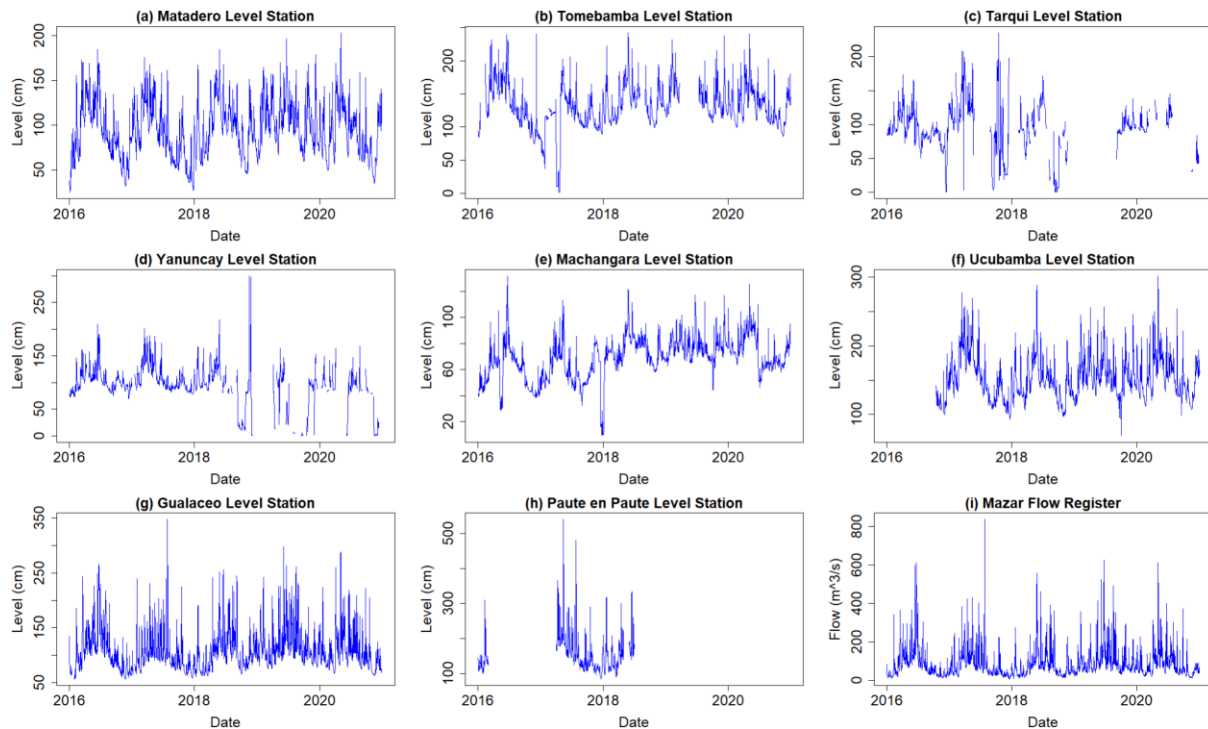 (a) Matadero Level Station
Level (cm)
200
150
100
50
2016
2018
2020
Date
(b) Tomebamba Level Station
Level (cm)
200
150
100
50
0
2016
2018
2020
Date
(c) Tarqui Level Station
Level (cm)
200
150
100
50
0
2016
2018
2020
Date
(d) Yanuncay Level Station
Level (cm)
250
150
50
0
2016
2018
2020
Date
(e) Machangara Level Station
Level (cm)
100
60
20
2016
2018
2020
Date
(f) Ucubamba Level Station
Level (cm)
300
200
100
2016
2018
2020
Date
(g) Gualaceo Level Station
Level (cm)
350
250
150
50
2016
2018
2020
Date
(h) Paute en Paute Level Station
Level (cm)
500
300
100
2016
2018
2020
Date
(i) Mazar Flow Register
Flow (m^3/s)
800
600
400
200
0
2016
2018
2020
Date